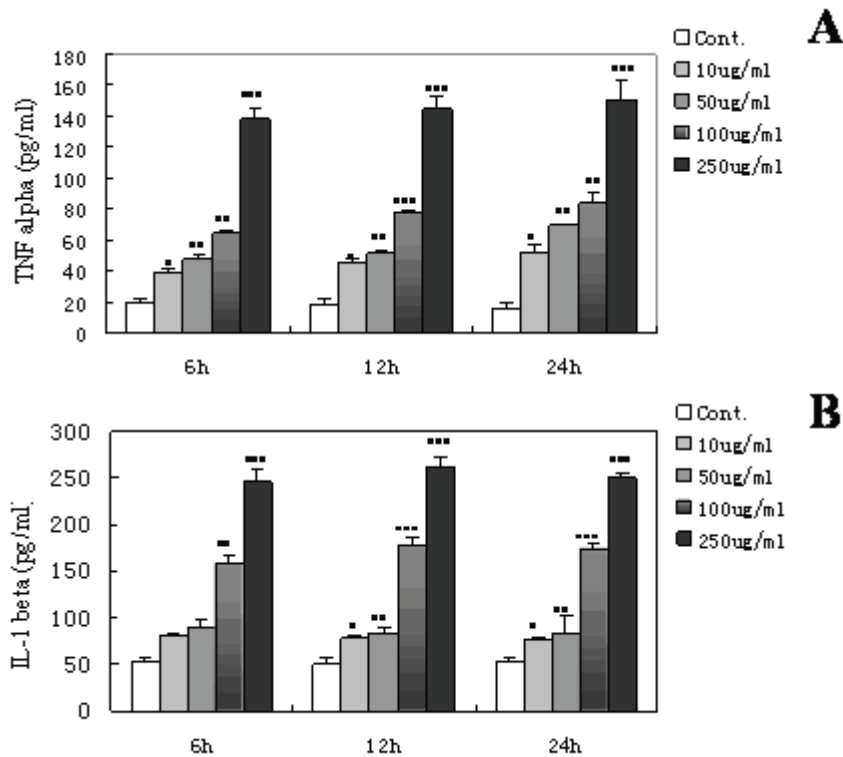 A
Cont.
10ug/ml
50ug/ml
100ug/ml
250ug/ml
TNF alpha (pg/ml)
180
160
140
120
100
80
60
40
20
0
6h 12h 24h
B
Cont.
10ug/ml
50ug/ml
100ug/ml
250ug/ml
IL-1 beta (pg/ml.
300
250
200
150
100
50
0
6h 12h 24h